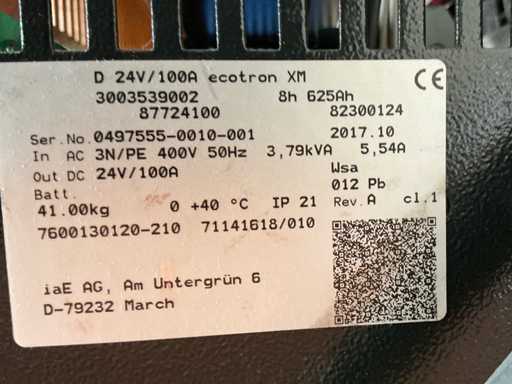 D 24V/100A ecotron XM CE
3003539002 8h 625Ah
87724100 82300124
Ser.No.0497555-0010-001 2017.10
In AC 3N/PE 400V 50Hz 3,79kVA 5,54A
Out DC 24V/100A Wsa
Batt. 012 Pb
41.00kg 0 +40 °C IP 21 Rev.A cl.1
7600130120-210 71141618/010
iaE AG, Am Untergrün 6
D-79232 March